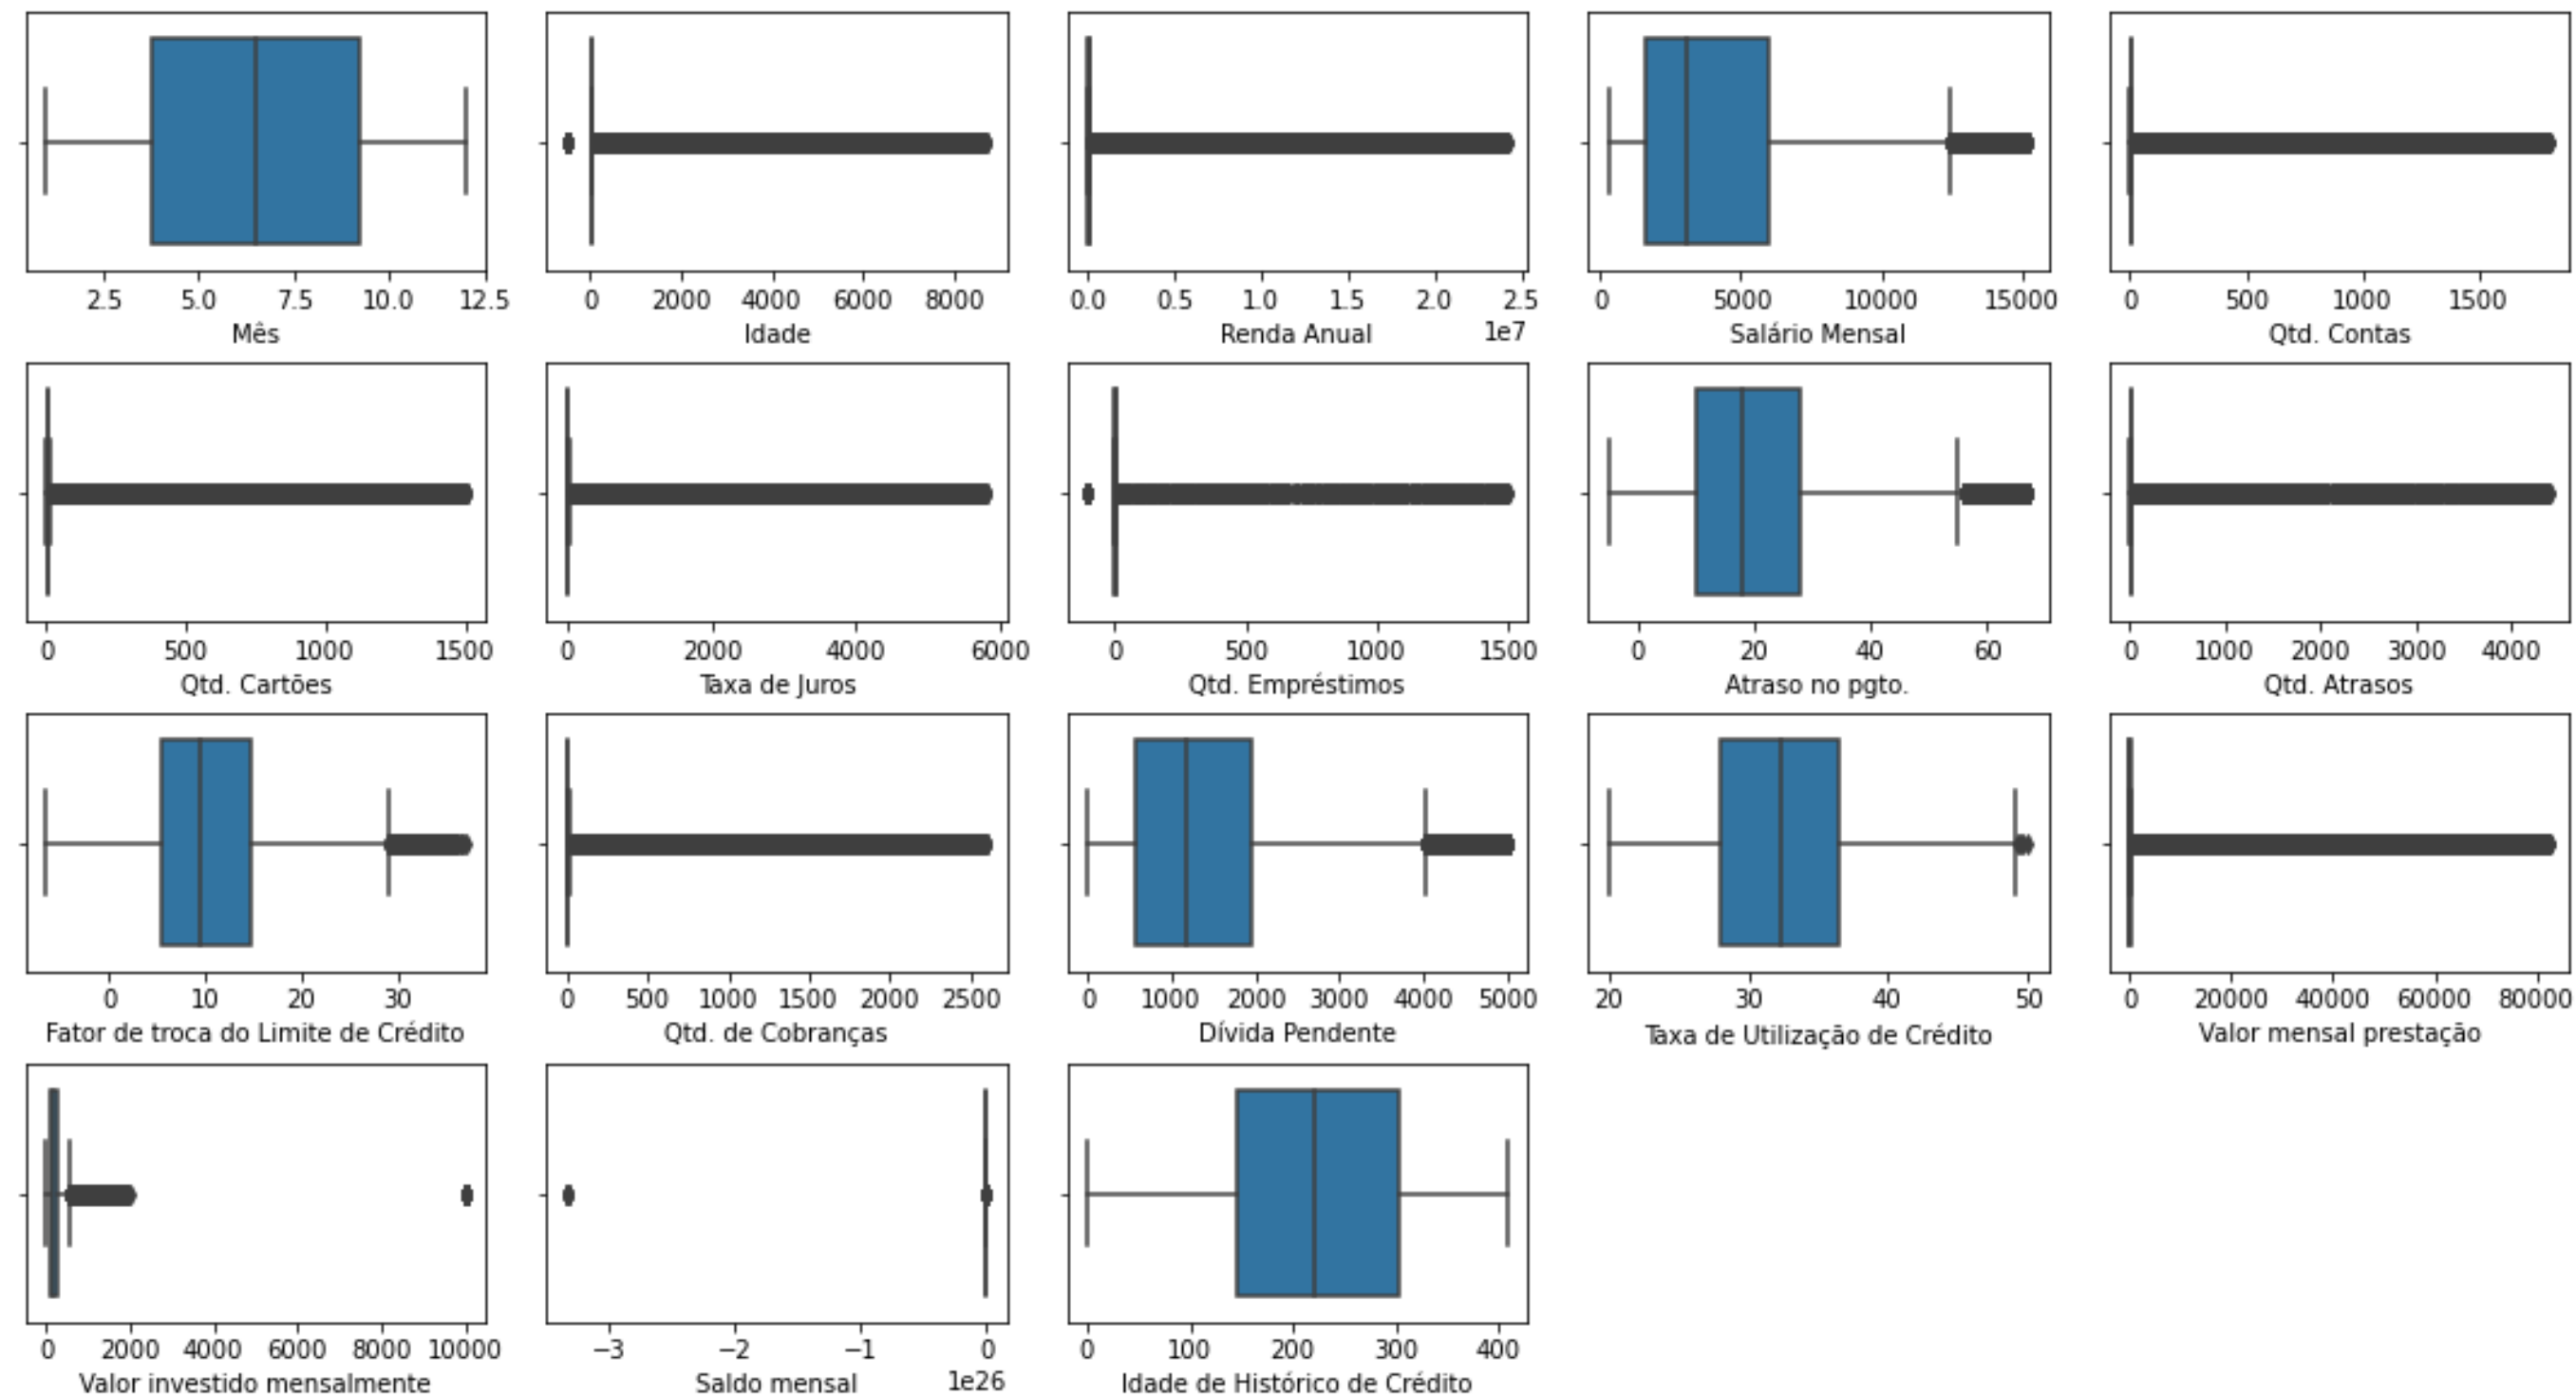 2.5 5.0 7.5 10.0 12.5
Mês
0 2000 4000 6000 8000
Idade
0.0 0.5 1.0 1.5 2.0 2.5
1e7
Renda Anual
0 5000 10000 15000
Salário Mensal
0 500 1000 1500
Qtd. Contas
0 500 1000 1500
Qtd. Cartões
0 2000 4000 6000
Taxa de Juros
0 500 1000 1500
Qtd. Empréstimos
0 20 40 60
Atraso no pgto.
0 1000 2000 3000 4000
Qtd. Atrasos
0 10 20 30
Fator de troca do Limite de Crédito
0 500 1000 1500 2000 2500
Qtd. de Cobranças
0 1000 2000 3000 4000 5000
Dívida Pendente
20 30 40 50
Taxa de Utilização de Crédito
0 20000 40000 60000 80000
Valor mensal prestação
0 2000 4000 6000 8000 10000
Valor investido mensalmente
−3 −2 −1 0
1e26
Saldo mensal
0 100 200 300 400
Idade de Histórico de Crédito